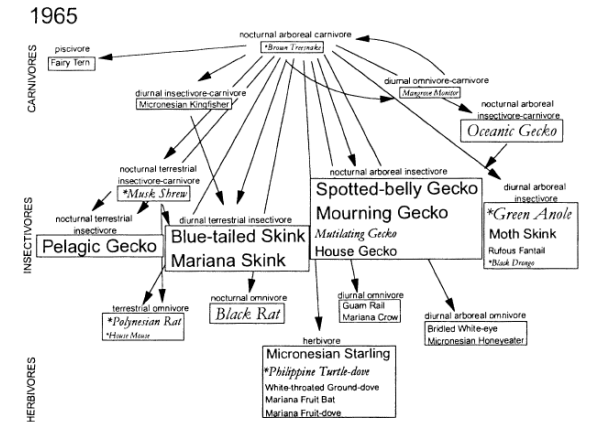 1965
CARNIVORES
INSECTIVORES
HERBIVORES
nocturnal arboreal carnivore
*Brown Treesnake
piscivore
Fairy Tern
diurnal insectivore-carnivore
Micronesian Kingfisher
diurnal omnivore-carnivore
Mangrove Monitor
nocturnal arboreal
insectivore-carnivore
Oceanic Gecko
nocturnal terrestrial
insectivore-carnivore
*Musk Shrew
nocturnal arboreal insectivore
Spotted-belly Gecko
Mourning Gecko
Mutilating Gecko
House Gecko
diurnal arboreal
insectivore
*Green Anole
Moth Skink
Rufous Fantail
*Black Drongo
nocturnal terrestrial
insectivore
Pelagic Gecko
diurnal terrestrial insectivore
Blue-tailed Skink
Mariana Skink
terrestrial omnivore
*Polynesian Rat
*House Mouse
nocturnal omnivore
Black Rat
diurnal omnivore
Guam Rail
Mariana Crow
diurnal arboreal omnivore
Bridled White-eye
Micronesian Honeyeater
herbivore
Micronesian Starling
*Philippine Turtle-dove
White-throated Ground-dove
Mariana Fruit Bat
Mariana Fruit-dove